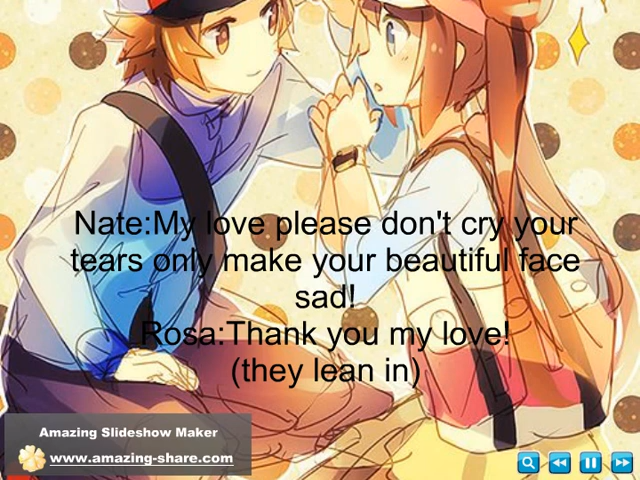 Nate:My love please don't cry your
tears only make your beautiful face
sad!
Rosa:Thank you my love!
(they lean in)
Amazing Slideshow Maker
www.amazing-share.com